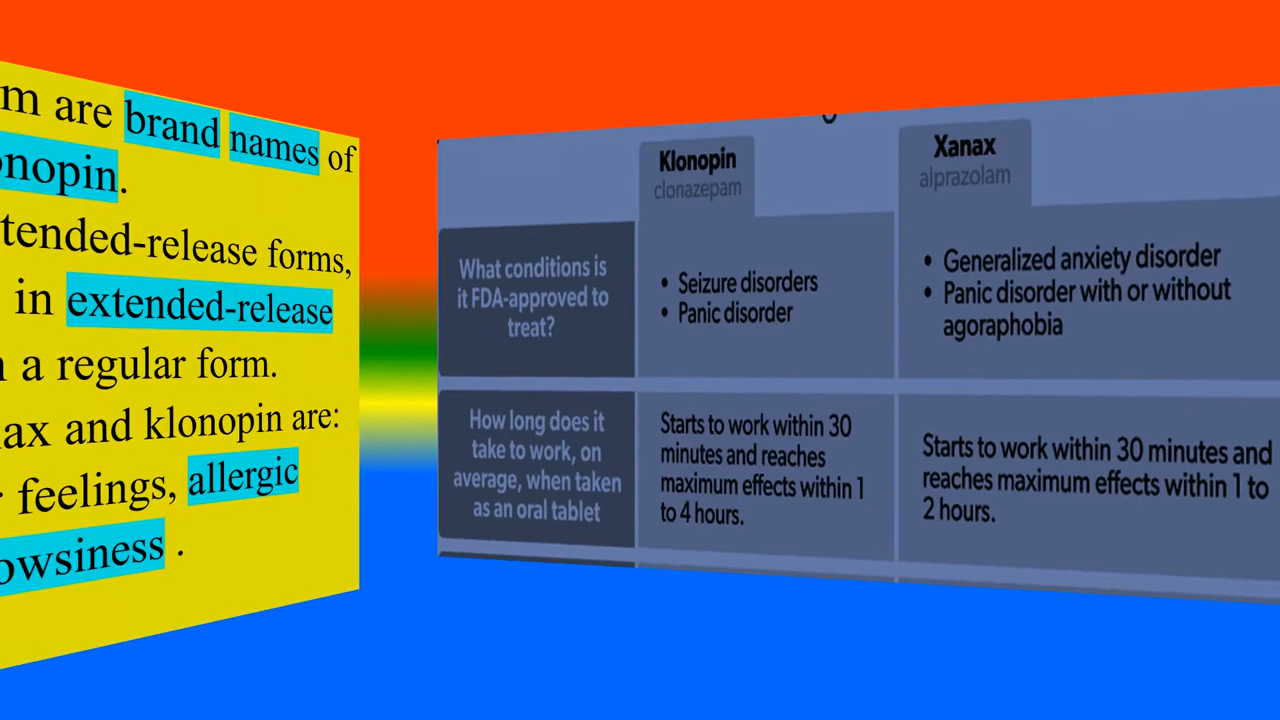 m are brand names of
onopin.
tended-release forms,
in extended-release
a regular form.
ax and klonopin are:
feelings, allergic
owsiness .
Klonopin
clonazepam
Xanax
alprazolam
What conditions is
it FDA-approved to
treat?
• Seizure disorders
• Panic disorder
• Generalized anxiety disorder
• Panic disorder with or without
agoraphobia
How long does it
take to work, on
average, when taken
as an oral tablet
Starts to work within 30
minutes and reaches
maximum effects within 1
to 4 hours.
Starts to work within 30 minutes and
reaches maximum effects within 1 to
2 hours.